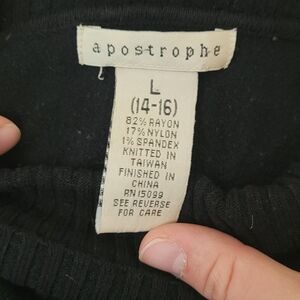 apostrophe
L
(14-16)
82% RAYON
17% NYLON
1% SPANDEX
KNITTED IN
TAIWAN
FINISHED IN
CHINA
RN 15099
SEE REVERSE
FOR CARE